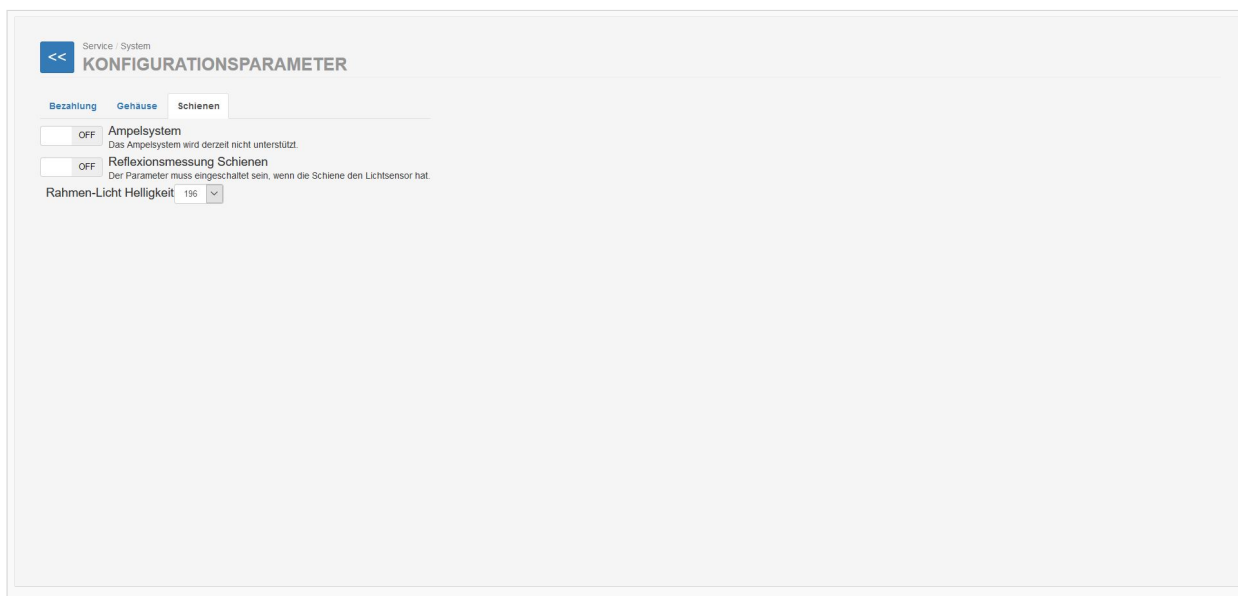 <<
Service / System
KONFIGURATIONSPARAMETER
Bezahlung Gehäuse Schienen
OFF Ampelsystem
Das Ampelsystem wird derzeit nicht unterstützt.
OFF Reflexionsmessung Schienen
Der Parameter muss eingeschaltet sein, wenn die Schiene den Lichtsensor hat.
Rahmen-Licht Helligkeit 196